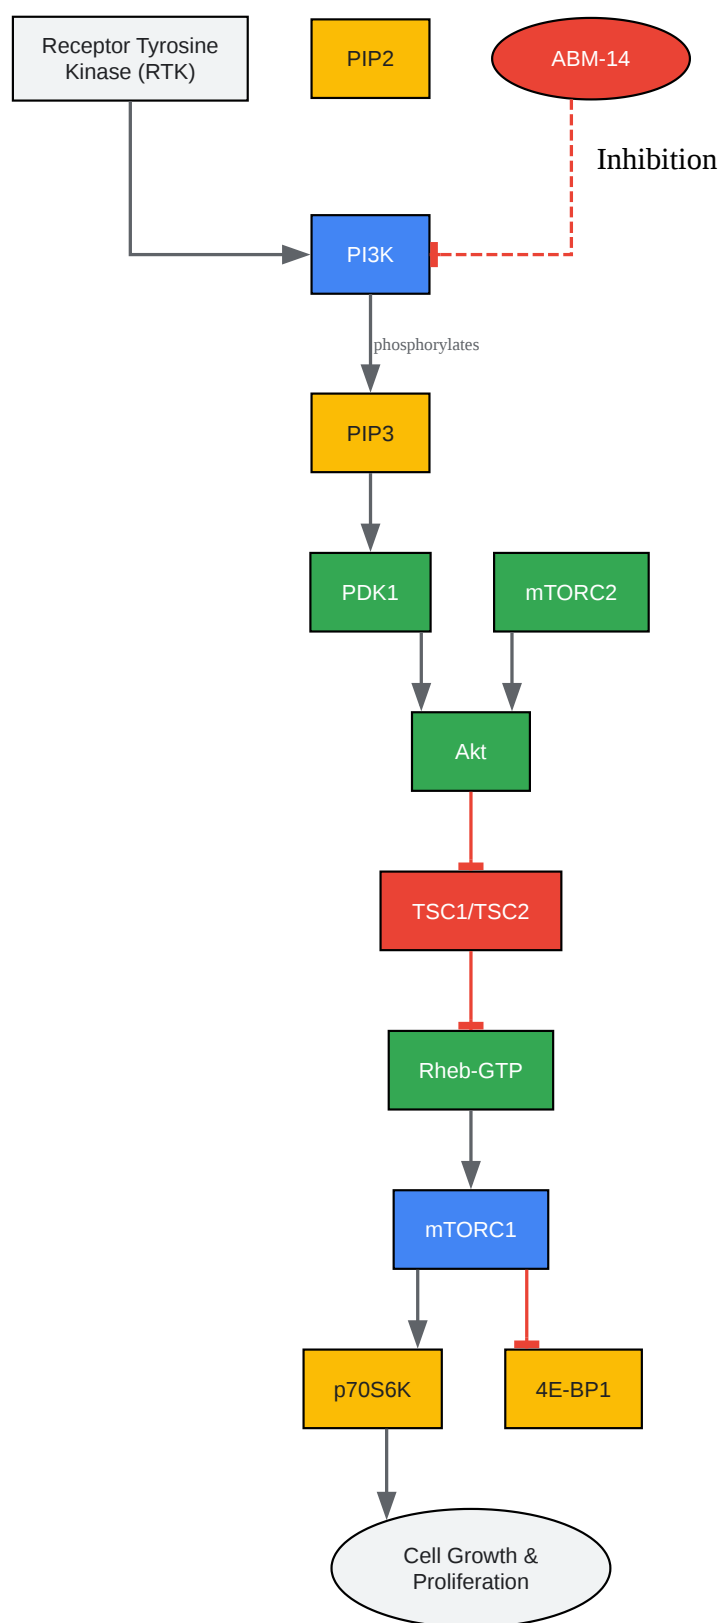 Receptor Tyrosine
Kinase (RTK)
PIP2
ABM-14
Inhibition
PI3K
phosphorylates
PIP3
PDK1
mTORC2
Akt
TSC1/TSC2
Rheb-GTP
mTORC1
p70S6K
4E-BP1
Cell Growth &
Proliferation